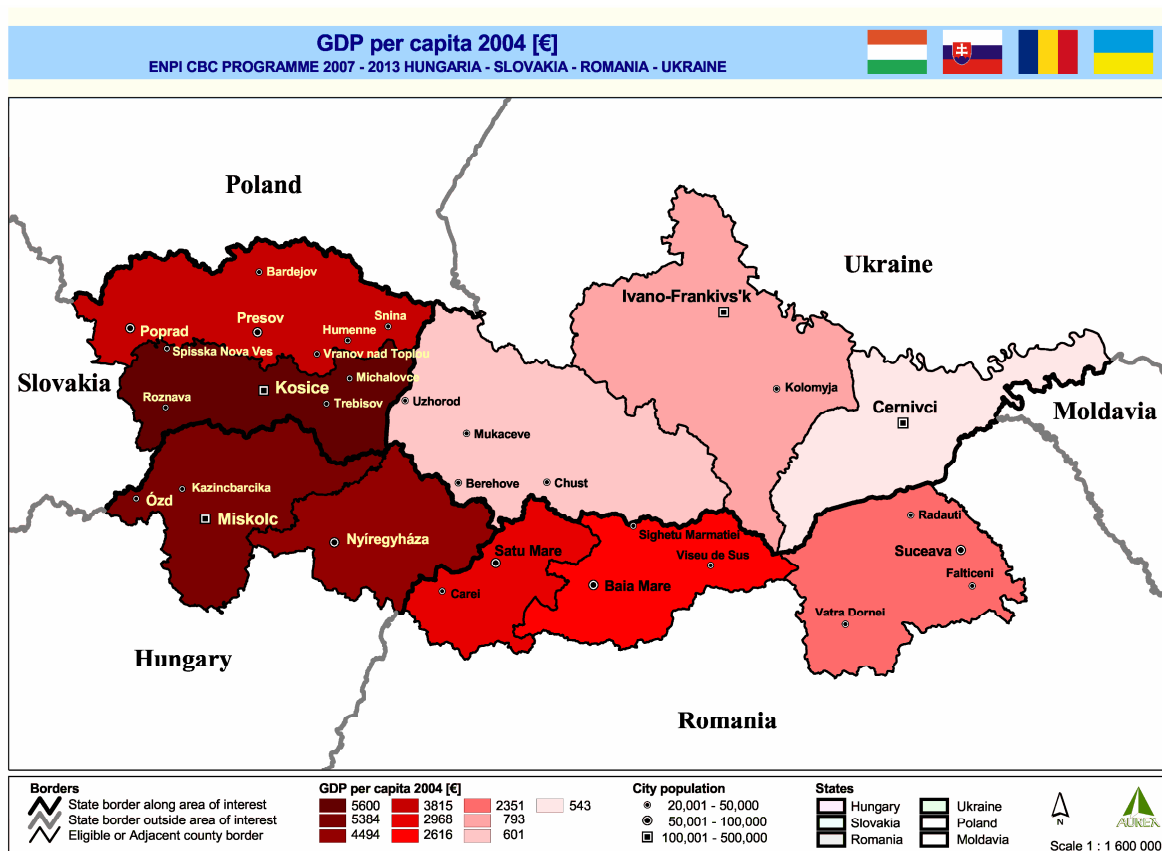 GDP per capita 2004 [€]
ENPI CBC PROGRAMME 2007 - 2013 HUNGARIA - SLOVAKIA - ROMANIA - UKRAINE
Poland
Ukraine
Bardejov
Ivano-Frankivs'k
Presov
Snina
Poprad
Humenne
Spisska Nova Ves
Vranov nad Toplou
Slovakia
Michalovce
Kosice
Kolomyja
Roznava
Trebisov
Uzhorod
Cernivci
Moldavia
Mukaceve
Kazincbarcika
Berehove
Chust
Ózd
Miskolc
Radauti
Nyíregyháza
Sighetu Marmatiei
Satu Mare
Viseu de Sus
Suceava
Falticeni
Carei
Baia Mare
Vatra Dornei
Hungary
Romania
Borders
State border along area of interest
State border outside area of interest
Eligible or Adjacent county border
GDP per capita 2004 [€]
5600 3815 2351 543
5384 2968 793
4494 2616 601
City population
20,001 - 50,000
50,001 - 100,000
100,001 - 500,000
States
Hungary Ukraine
Slovakia Poland
Romania Moldavia
N
AUREX
Scale 1 : 1 600 000